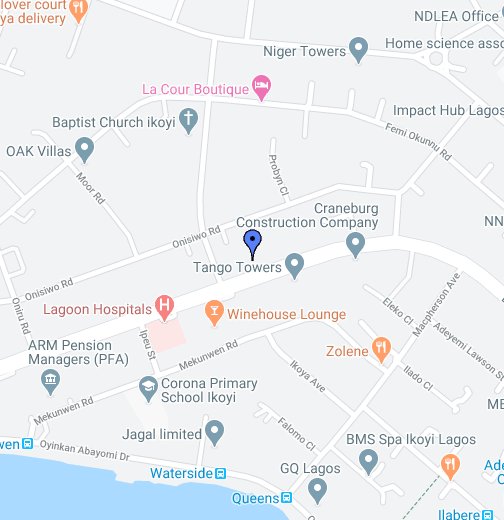 lover court
ya delivery
NDLEA Office
Niger Towers
Home science asso
La Cour Boutique
Impact Hub Lagos
Baptist Church ikoyi
Femi Okunnu Rd
OAK Villas
Moor Rd
Probyn Cl
Craneburg
Construction Company
NN
Onisiwo Rd
Tango Towers
Onisiwo Rd
Oniru Rd
Lagoon Hospitals
Winehouse Lounge
Eleko Cl
Macpherson Ave
Adeyemi Lawson St
Ipeu St
ARM Pension
Managers (PFA)
Mekunwen Rd
Zolene
Ikoya Ave
Ilado Cl
Corona Primary
School Ikoyi
Mekunwen Rd
ME
Falomo Cl
Jagal limited
BMS Spa Ikoyi Lagos
wen
Oyinkan Abayomi Dr
Waterside
GQ Lagos
Ade
C
Queens
Ilabere